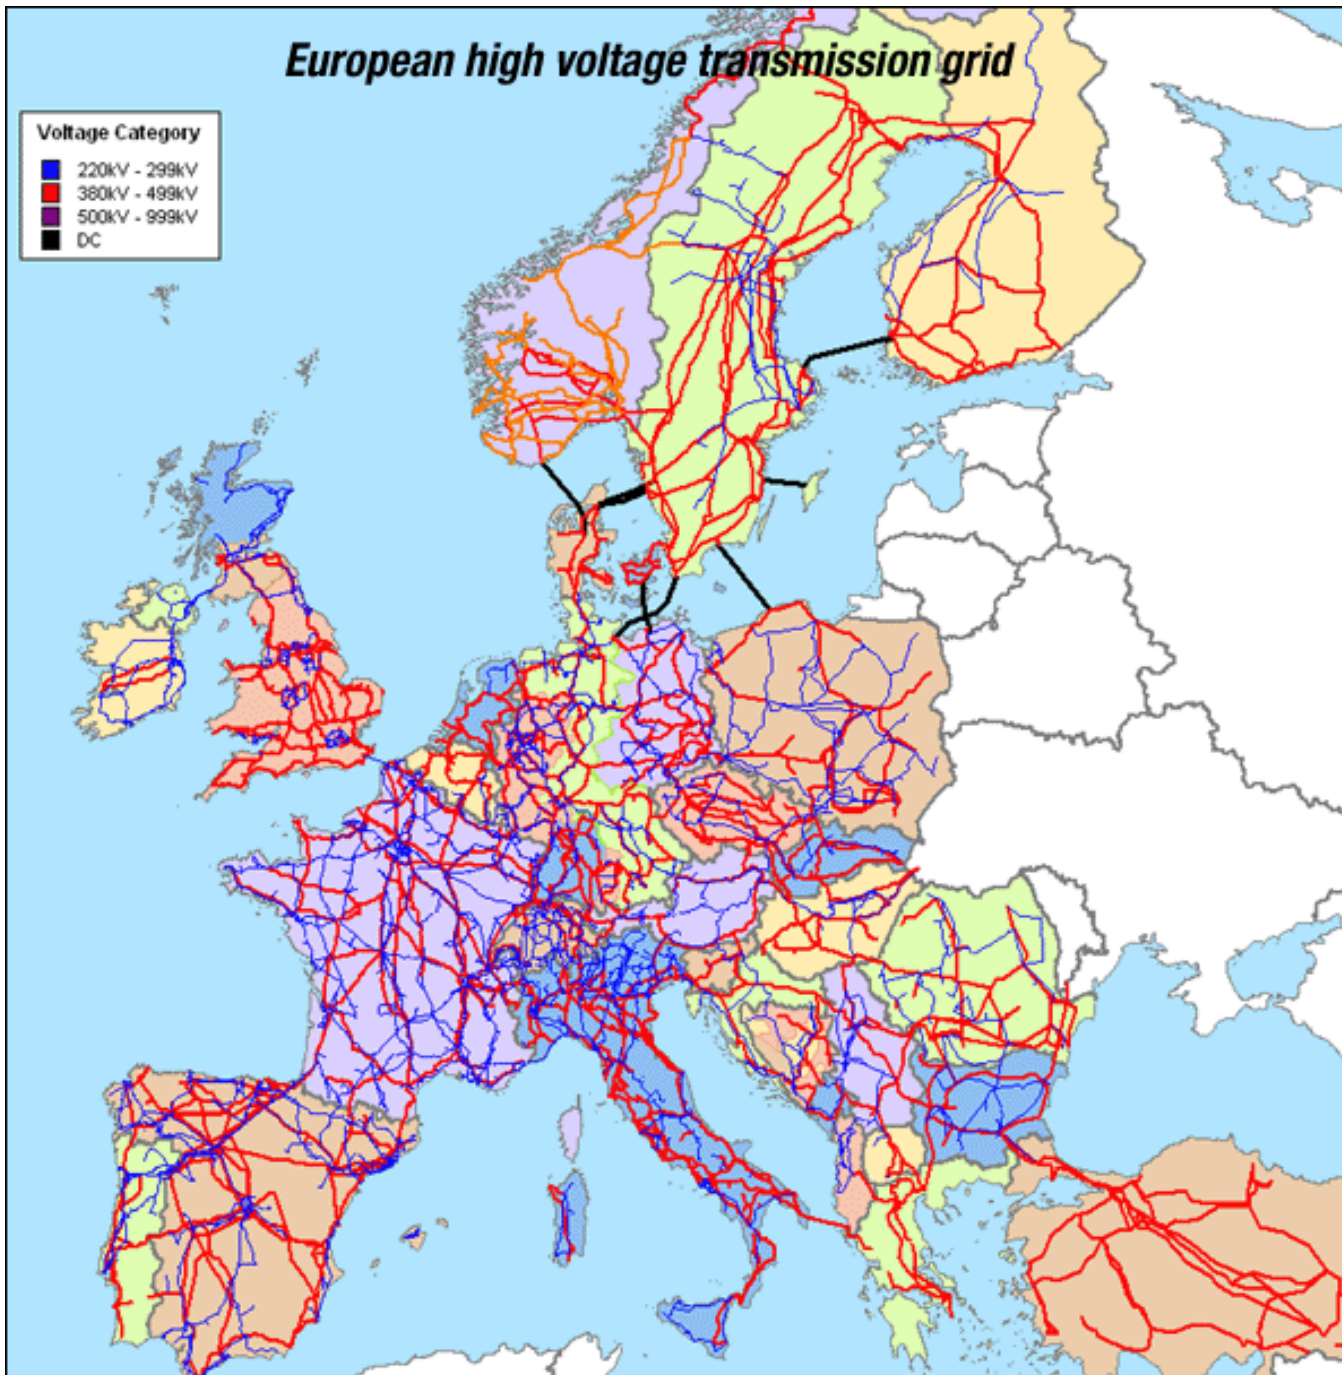 European high voltage transmission grid
Voltage Category
220kV - 299kV
380kV - 499kV
500kV - 999kV
DC